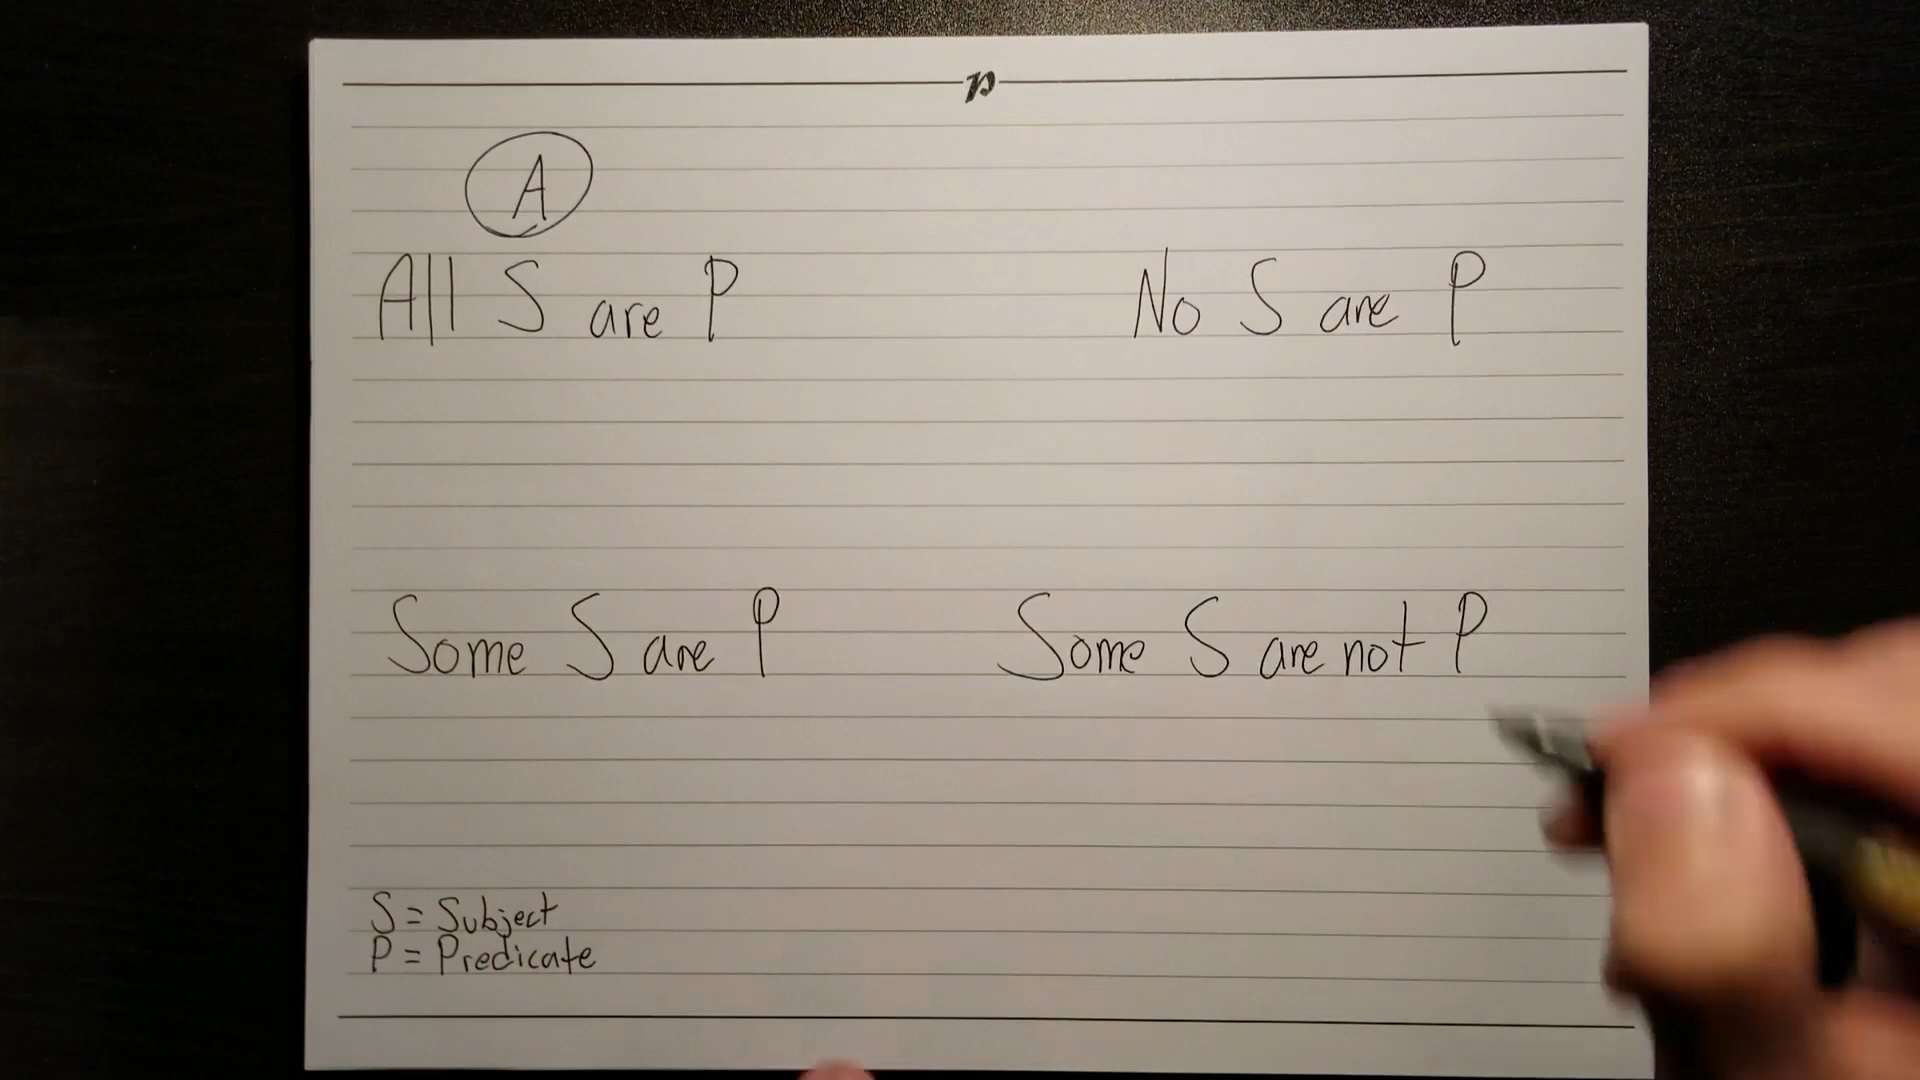 A
All S are P
No S are P
Some S are P
Some S are not P
S = Subject
P = Predicate